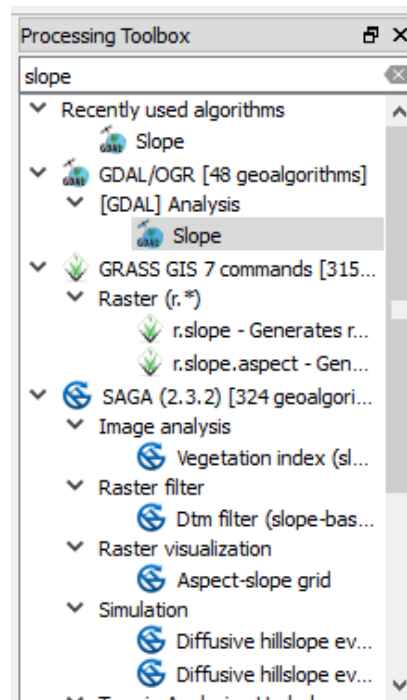 Processing Toolbox
slope
Recently used algorithms
Slope
GDAL/OGR [48 geoalgorithms]
[GDAL] Analysis
Slope
GRASS GIS 7 commands [315...
Raster (r.*)
r.slope - Generates r...
r.slope.aspect - Gen...
SAGA (2.3.2) [324 geoalgori...
Image analysis
Vegetation index (sl...
Raster filter
Dtm filter (slope-bas...
Raster visualization
Aspect-slope grid
Simulation
Diffusive hillslope ev...
Diffusive hillslope ev...